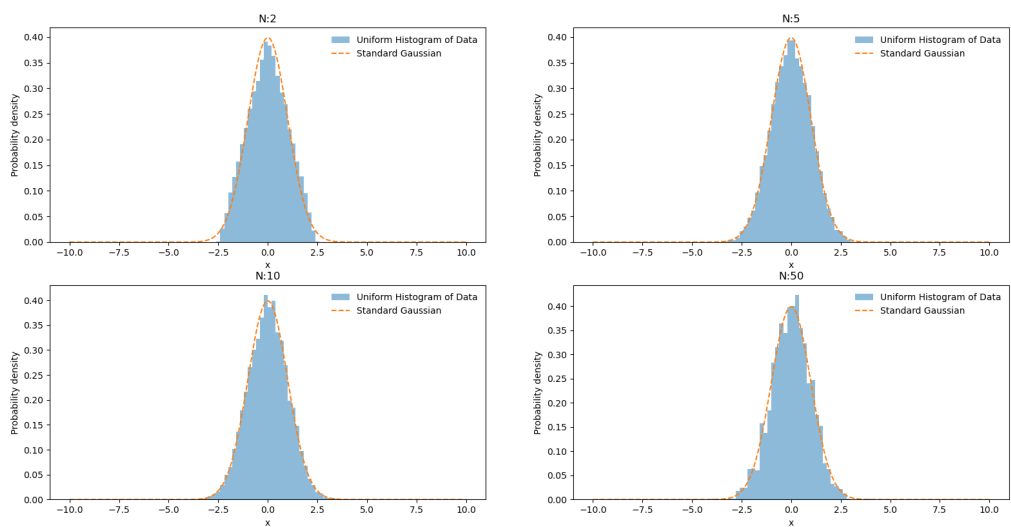 N:2
0.40
0.35
0.30
0.25
0.20
0.15
0.10
0.05
0.00
Probability density
Uniform Histogram of Data
Standard Gaussian
−10.0 −7.5 −5.0 −2.5 0.0 2.5 5.0 7.5 10.0
x
N:5
0.40
0.35
0.30
0.25
0.20
0.15
0.10
0.05
0.00
Probability density
Uniform Histogram of Data
Standard Gaussian
−10.0 −7.5 −5.0 −2.5 0.0 2.5 5.0 7.5 10.0
x
N:10
0.40
0.35
0.30
0.25
0.20
0.15
0.10
0.05
0.00
Probability density
Uniform Histogram of Data
Standard Gaussian
−10.0 −7.5 −5.0 −2.5 0.0 2.5 5.0 7.5 10.0
x
N:50
0.40
0.35
0.30
0.25
0.20
0.15
0.10
0.05
0.00
Probability density
Uniform Histogram of Data
Standard Gaussian
−10.0 −7.5 −5.0 −2.5 0.0 2.5 5.0 7.5 10.0
x